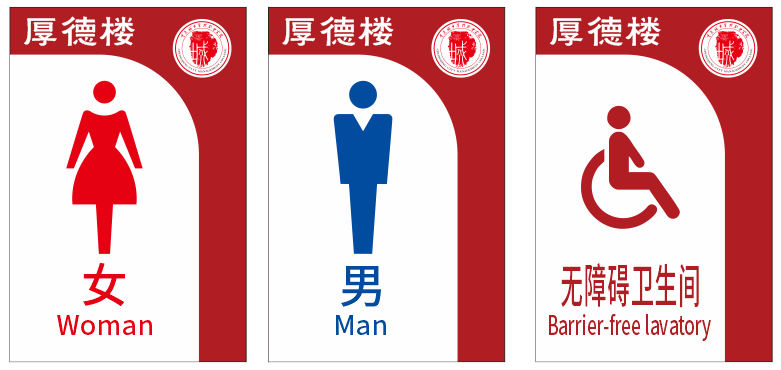 厚德楼
女
Woman
厚德楼
男
Man
厚德楼
无障碍卫生间
Barrier-free lavatory